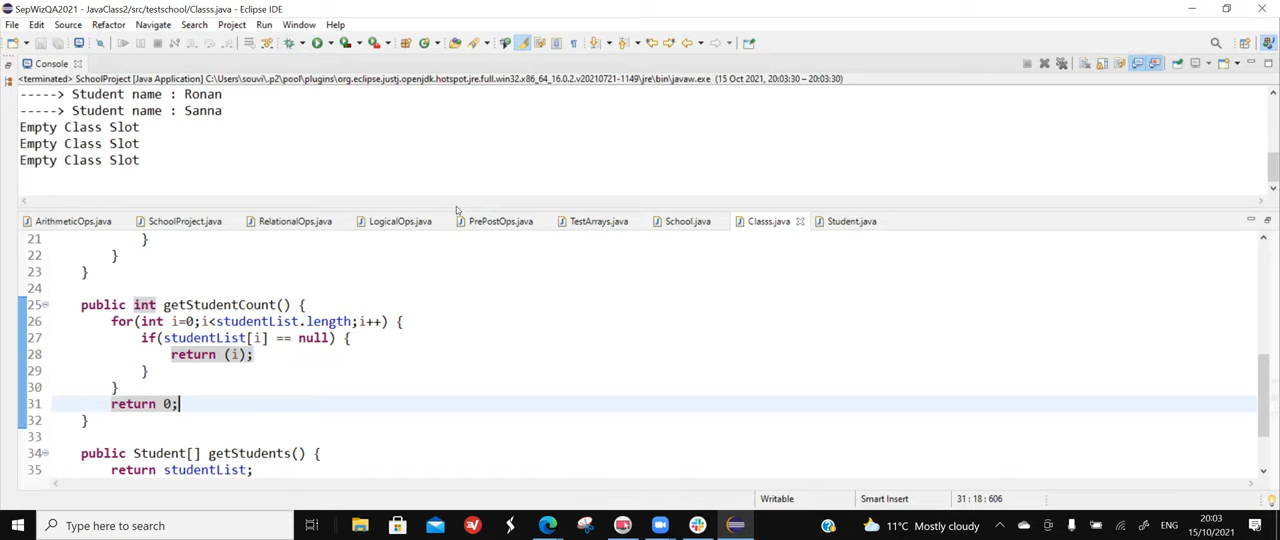 SepWizQA2021 - JavaClass2/src/testschool/Classs.java - Eclipse IDE
File Edit Source Refactor Navigate Search Project Run Window Help
Console
<terminated> SchoolProject [Java Application] C:\Users\souvi\.p2\pool\plugins\org.eclipse.justj.openjdk.hotspot.jre.full.win32.x86_64_16.0.2.v20210721-1149\jre\bin\javaw.exe (15 Oct 2021, 20:03:30 – 20:03:30)
-----> Student name : Ronan
-----> Student name : Sanna
Empty Class Slot
Empty Class Slot
Empty Class Slot
ArithmeticOps.java SchoolProject.java RelationalOps.java LogicalOps.java PrePostOps.java TestArrays.java School.java Classs.java Student.java
21 }
22 }
23 }
24
25 public int getStudentCount() {
26 for(int i=0;i<studentList.length;i++) {
27 if(studentList[i] == null) {
28 return (i);
29 }
30 }
31 return 0;
32 }
33
34 public Student[] getStudents() {
35 return studentList;
Writable Smart Insert 31 : 18 : 606
Type here to search 11°C Mostly cloudy ENG 20:03
15/10/2021